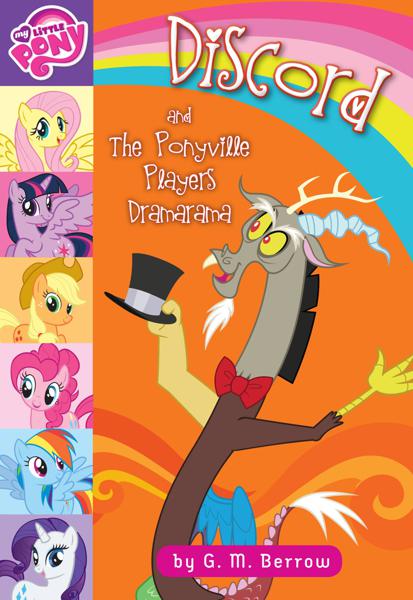 my LITTLE
PONY
Discord
and
The Ponyville
Players
Dramarama
by G. M. Berrow